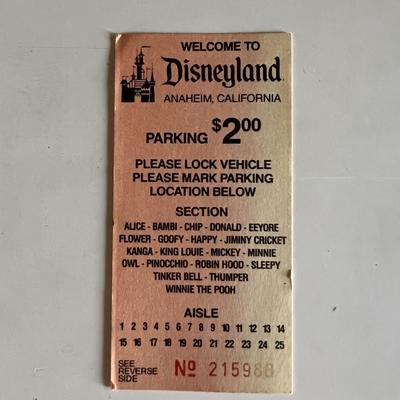 WELCOME TO
Disneyland
ANAHEIM, CALIFORNIA
PARKING $2.00
PLEASE LOCK VEHICLE
PLEASE MARK PARKING
LOCATION BELOW
SECTION
ALICE - BAMBI - CHIP - DONALD - EEYORE
FLOWER - GOOFY - HAPPY - JIMINY CRICKET
KANGA - KING LOUIE - MICKEY - MINNIE
OWL - PINOCCHIO - ROBIN HOOD - SLEEPY
TINKER BELL - THUMPER
WINNIE THE POOH
AISLE
1 2 3 4 5 6 7 8 9 10 11 12 13 14
15 16 17 18 19 20 21 22 23 24 25
SEE
REVERSE
SIDE
No 215988